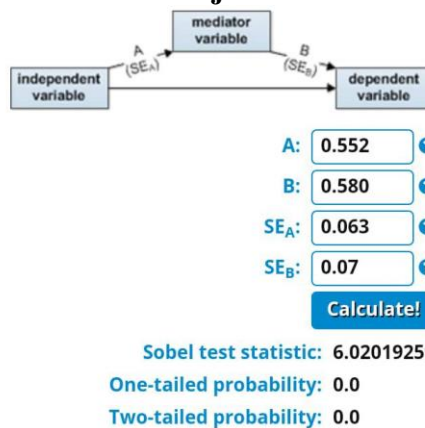 mediator
variable
A
(SEA)
B
(SEB)
independent
variable
dependent
variable
A: 0.552
B: 0.580
SEA: 0.063
SEB: 0.07
Calculate!
Sobel test statistic: 6.0201925
One-tailed probability: 0.0
Two-tailed probability: 0.0